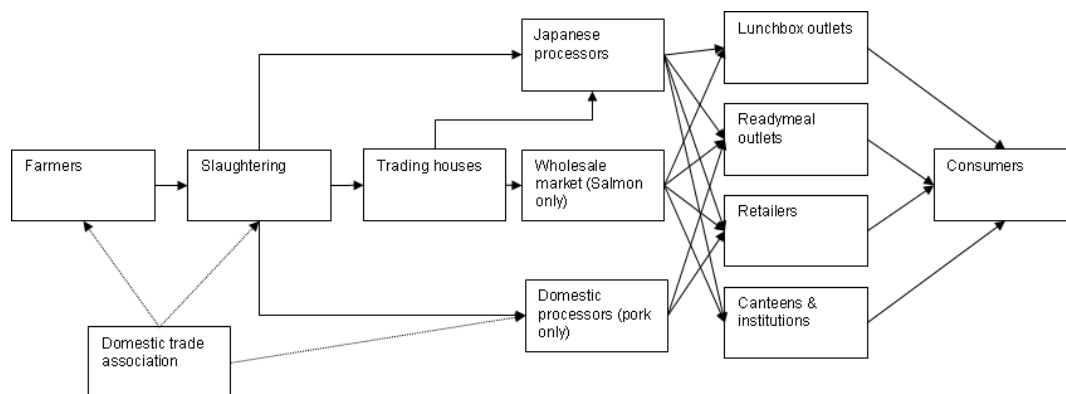 Japanese
processors
Lunchbox outlets
Readymeal
outlets
Farmers
Slaughtering
Trading houses
Wholesale
market (Salmon
only)
Consumers
Retailers
Domestic
processors (pork
only)
Canteens &
institutions
Domestic trade
association